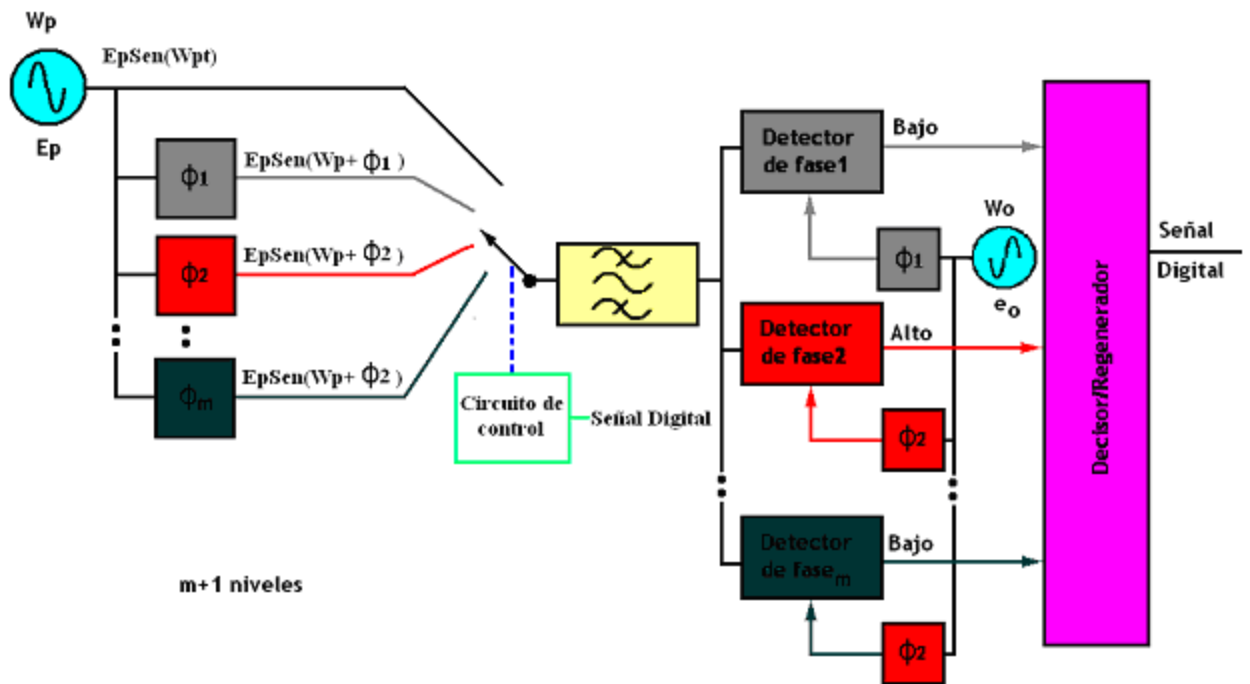 Wp
EpSen(Wpt)
Ep
ϕ1
EpSen(Wp+ ϕ1 )
ϕ2
EpSen(Wp+ ϕ2)
ϕm
EpSen(Wp+ ϕ2)
Circuito de
control
Señal Digital
m+1 niveles
Detector
de fase1
Bajo
ϕ1
Wo
eo
Detector
de fase2
Alto
ϕ2
Detector
de fasem
Bajo
ϕ2
Decisor/Regenerador
Señal
Digital